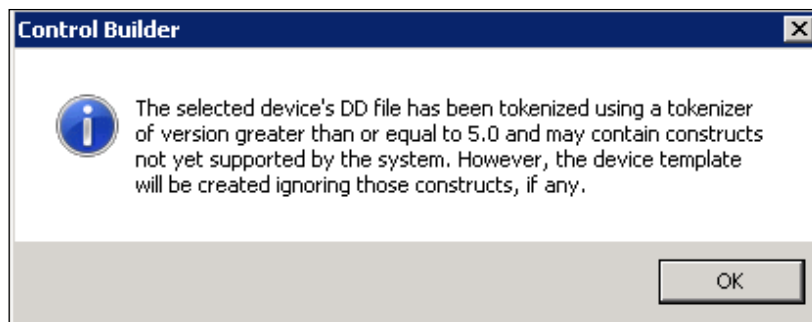 Control Builder
The selected device's DD file has been tokenized using a tokenizer
of version greater than or equal to 5.0 and may contain constructs
not yet supported by the system. However, the device template
will be created ignoring those constructs, if any.
OK